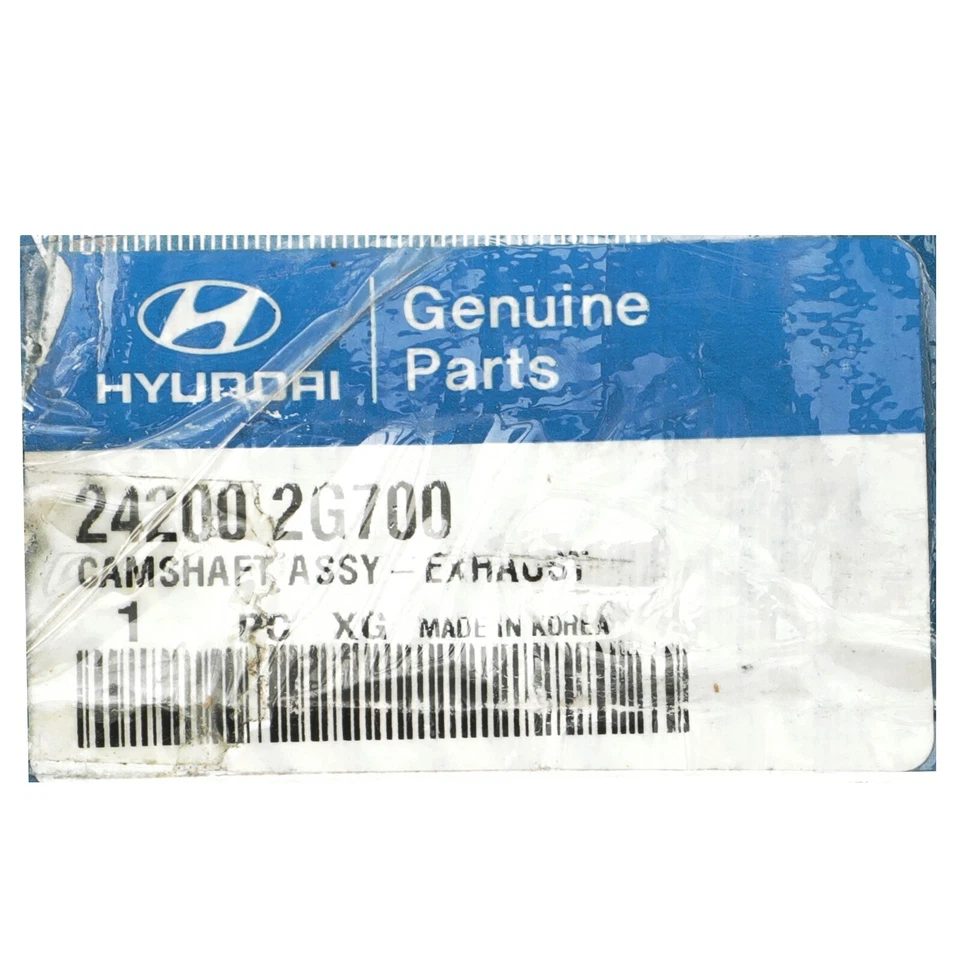 HYUNDAI
Genuine
Parts
24200 2G700
CAMSHAFT ASSY - EXHAUST
1 PC XG MADE IN KOREA